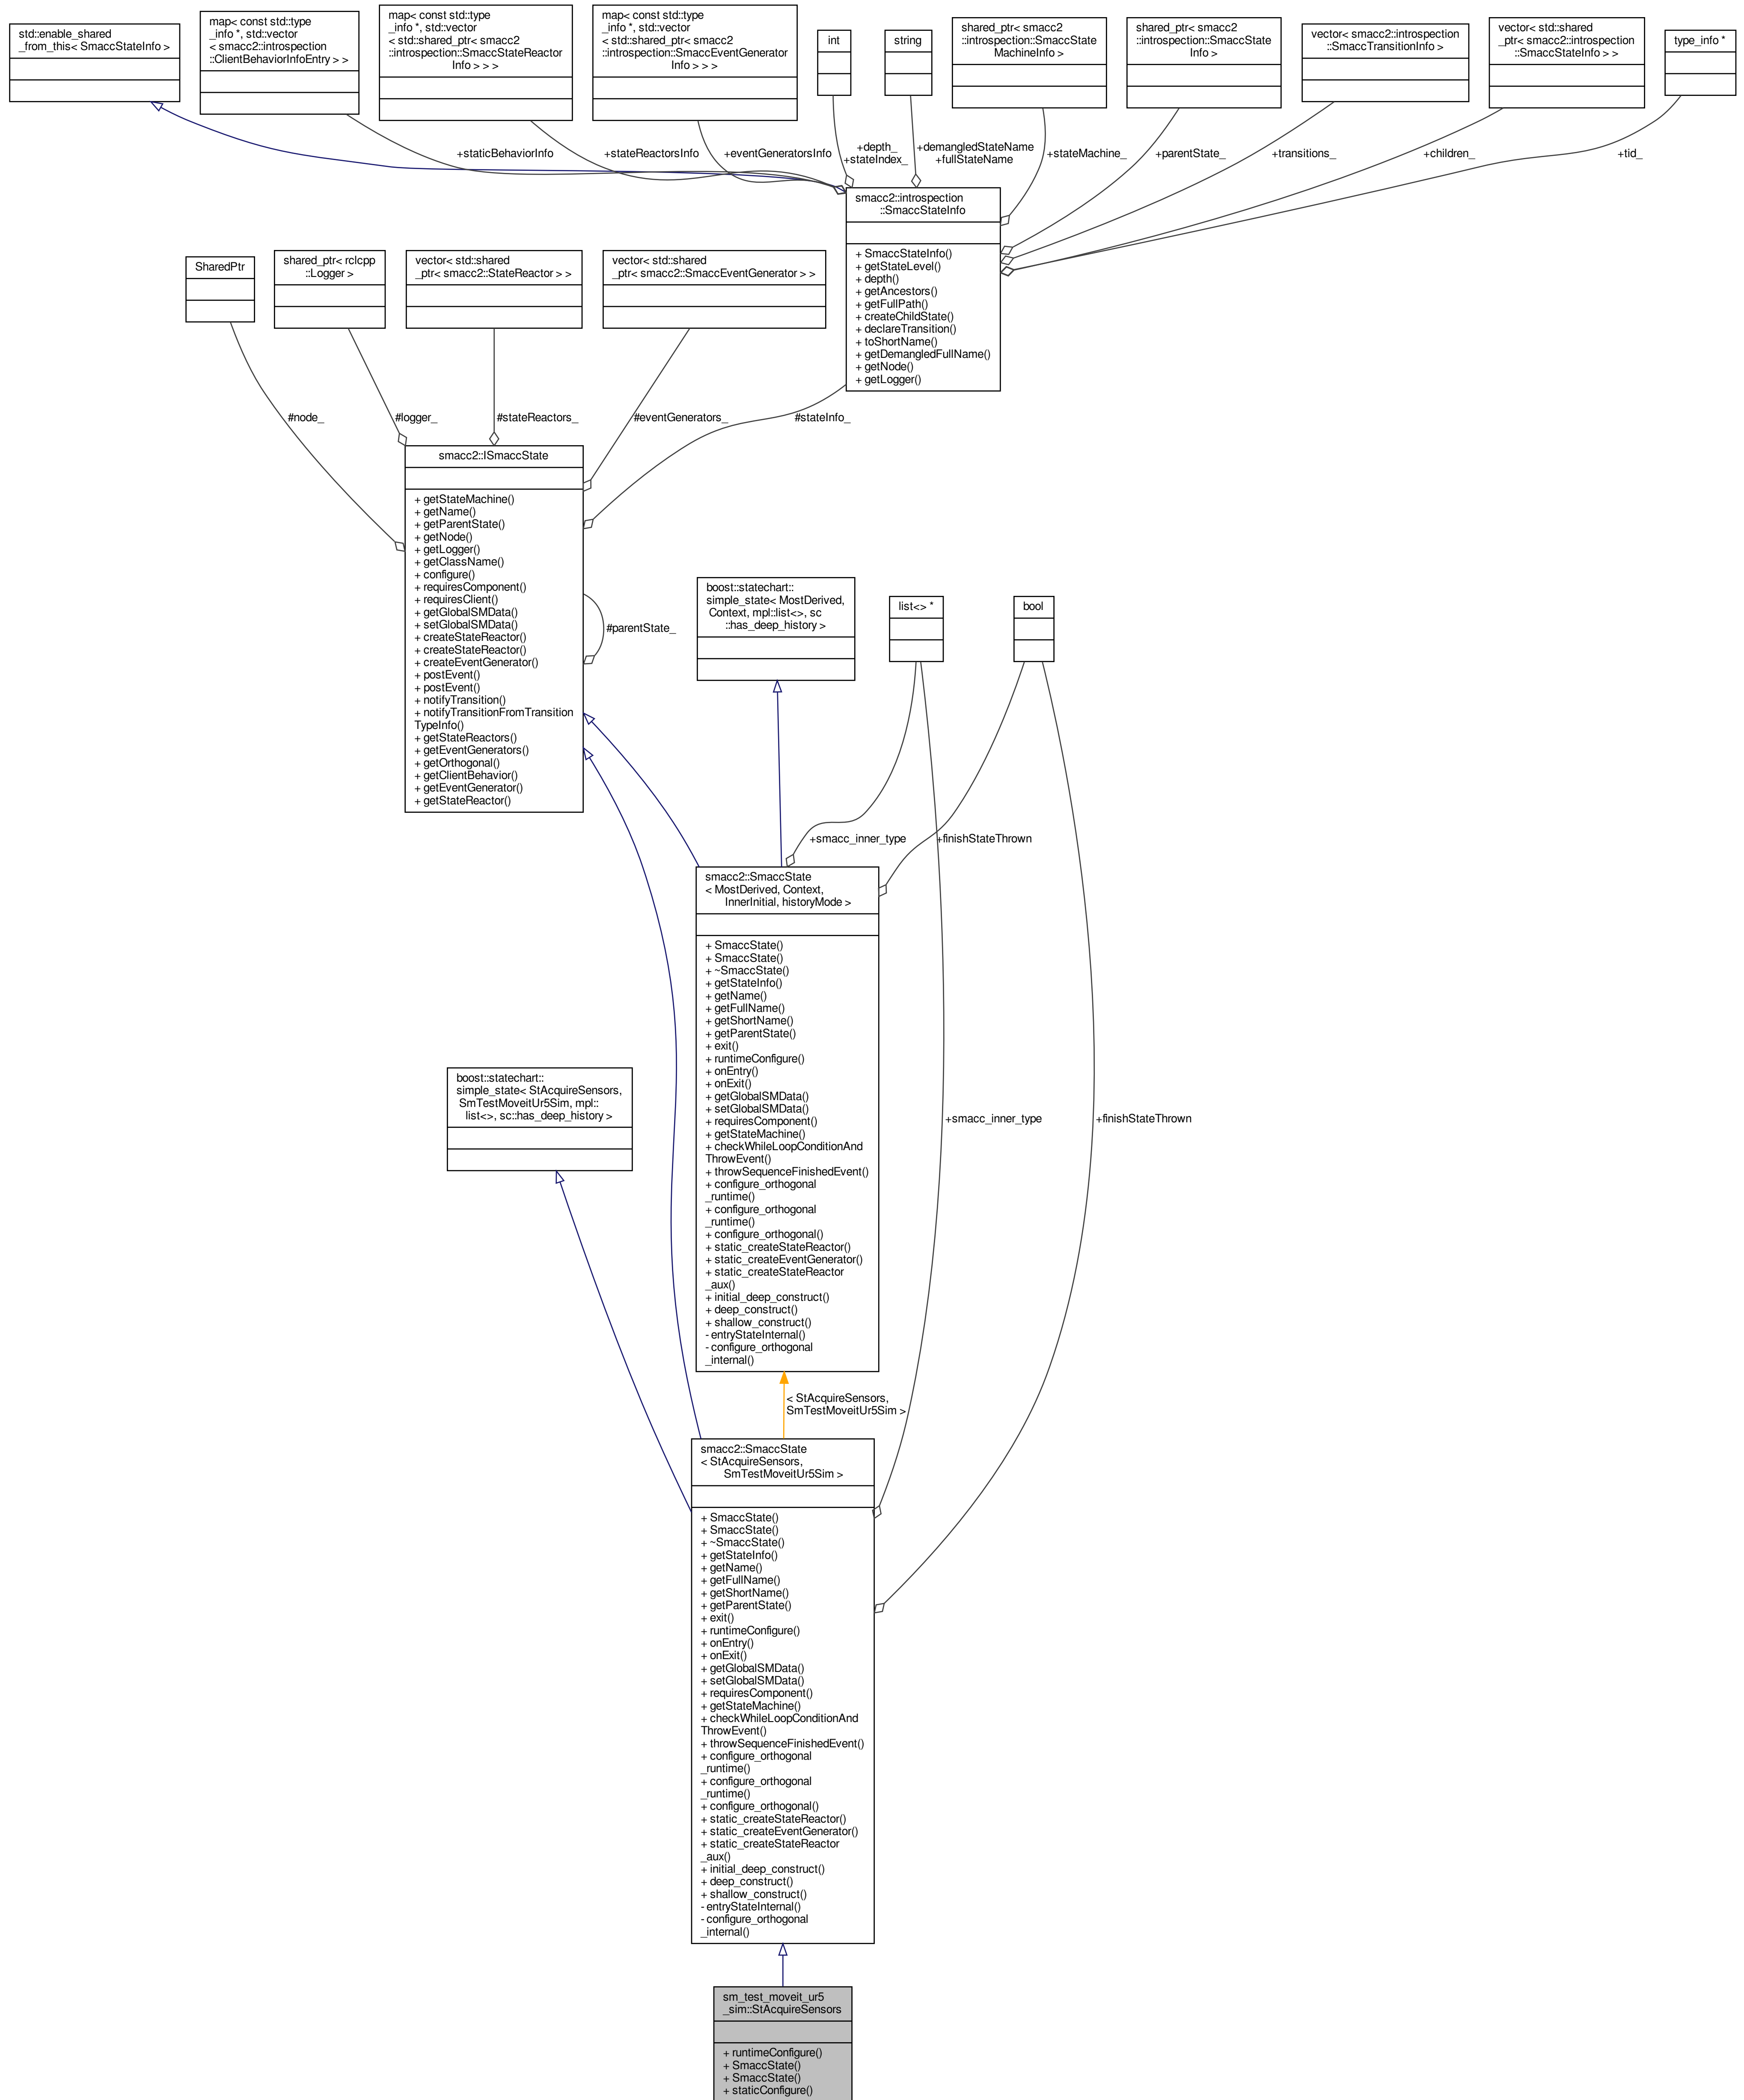 std::enable_shared
_from_this< SmaccStateInfo >
map< const std::type
_info *, std::vector
< smacc2::introspection
::ClientBehaviorInfoEntry > >
map< const std::type
_info *, std::vector
< std::shared_ptr< smacc2
::introspection::SmaccStateReactor
Info > > >
map< const std::type
_info *, std::vector
< std::shared_ptr< smacc2
::introspection::SmaccEventGenerator
Info > > >
int
string
shared_ptr< smacc2
::introspection::SmaccState
MachineInfo >
shared_ptr< smacc2
::introspection::SmaccState
Info >
vector< smacc2::introspection
::SmaccTransitionInfo >
vector< std::shared
_ptr< smacc2::introspection
::SmaccStateInfo > >
type_info *
+staticBehaviorInfo
+stateReactorsInfo
+eventGeneratorsInfo
+depth_
+stateIndex_
+demangledStateName
+fullStateName
+stateMachine_
+parentState_
+transitions_
+children_
+tid_
smacc2::introspection
::SmaccStateInfo
+ SmaccStateInfo()
+ getStateLevel()
+ depth()
+ getAncestors()
+ getFullPath()
+ createChildState()
+ declareTransition()
+ toShortName()
+ getDemangledFullName()
+ getNode()
+ getLogger()
SharedPtr
shared_ptr< rclcpp
::Logger >
vector< std::shared
_ptr< smacc2::StateReactor > >
vector< std::shared
_ptr< smacc2::SmaccEventGenerator > >
#node_
#logger_
#stateReactors_
#eventGenerators_
#stateInfo_
smacc2::ISmaccState
+ getStateMachine()
+ getName()
+ getParentState()
+ getNode()
+ getLogger()
+ getClassName()
+ configure()
+ requiresComponent()
+ requiresClient()
+ getGlobalSMData()
+ setGlobalSMData()
+ createStateReactor()
+ createStateReactor()
+ createEventGenerator()
+ postEvent()
+ postEvent()
+ notifyTransition()
+ notifyTransitionFromTransition
TypeInfo()
+ getStateReactors()
+ getEventGenerators()
+ getOrthogonal()
+ getClientBehavior()
+ getEventGenerator()
+ getStateReactor()
#parentState_
boost::statechart::
simple_state< MostDerived,
Context, mpl::list<>, sc
::has_deep_history >
list<> *
bool
+smacc_inner_type
+finishStateThrown
smacc2::SmaccState
< MostDerived, Context,
InnerInitial, historyMode >
+ SmaccState()
+ SmaccState()
+ ~SmaccState()
+ getStateInfo()
+ getName()
+ getFullName()
+ getShortName()
+ getParentState()
+ exit()
+ runtimeConfigure()
+ onEntry()
+ onExit()
+ getGlobalSMData()
+ setGlobalSMData()
+ requiresComponent()
+ getStateMachine()
+ checkWhileLoopConditionAnd
ThrowEvent()
+ throwSequenceFinishedEvent()
+ configure_orthogonal
_runtime()
+ configure_orthogonal
_runtime()
+ configure_orthogonal()
+ static_createStateReactor()
+ static_createEventGenerator()
+ static_createStateReactor
_aux()
+ initial_deep_construct()
+ deep_construct()
+ shallow_construct()
- entryStateInternal()
- configure_orthogonal
_internal()
boost::statechart::
simple_state< StAcquireSensors,
SmTestMoveitUr5Sim, mpl::
list<>, sc::has_deep_history >
+smacc_inner_type
+finishStateThrown
< StAcquireSensors,
SmTestMoveitUr5Sim >
smacc2::SmaccState
< StAcquireSensors,
SmTestMoveitUr5Sim >
+ SmaccState()
+ SmaccState()
+ ~SmaccState()
+ getStateInfo()
+ getName()
+ getFullName()
+ getShortName()
+ getParentState()
+ exit()
+ runtimeConfigure()
+ onEntry()
+ onExit()
+ getGlobalSMData()
+ setGlobalSMData()
+ requiresComponent()
+ getStateMachine()
+ checkWhileLoopConditionAnd
ThrowEvent()
+ throwSequenceFinishedEvent()
+ configure_orthogonal
_runtime()
+ configure_orthogonal
_runtime()
+ configure_orthogonal()
+ static_createStateReactor()
+ static_createEventGenerator()
+ static_createStateReactor
_aux()
+ initial_deep_construct()
+ deep_construct()
+ shallow_construct()
- entryStateInternal()
- configure_orthogonal
_internal()
sm_test_moveit_ur5
_sim::StAcquireSensors
+ runtimeConfigure()
+ SmaccState()
+ SmaccState()
+ staticConfigure()